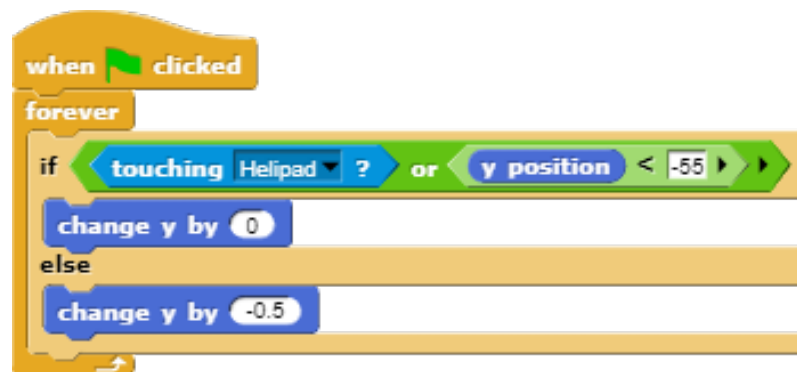 when clicked
forever
if touching Helipad ? or y position < -55
change y by 0
else
change y by -0.5